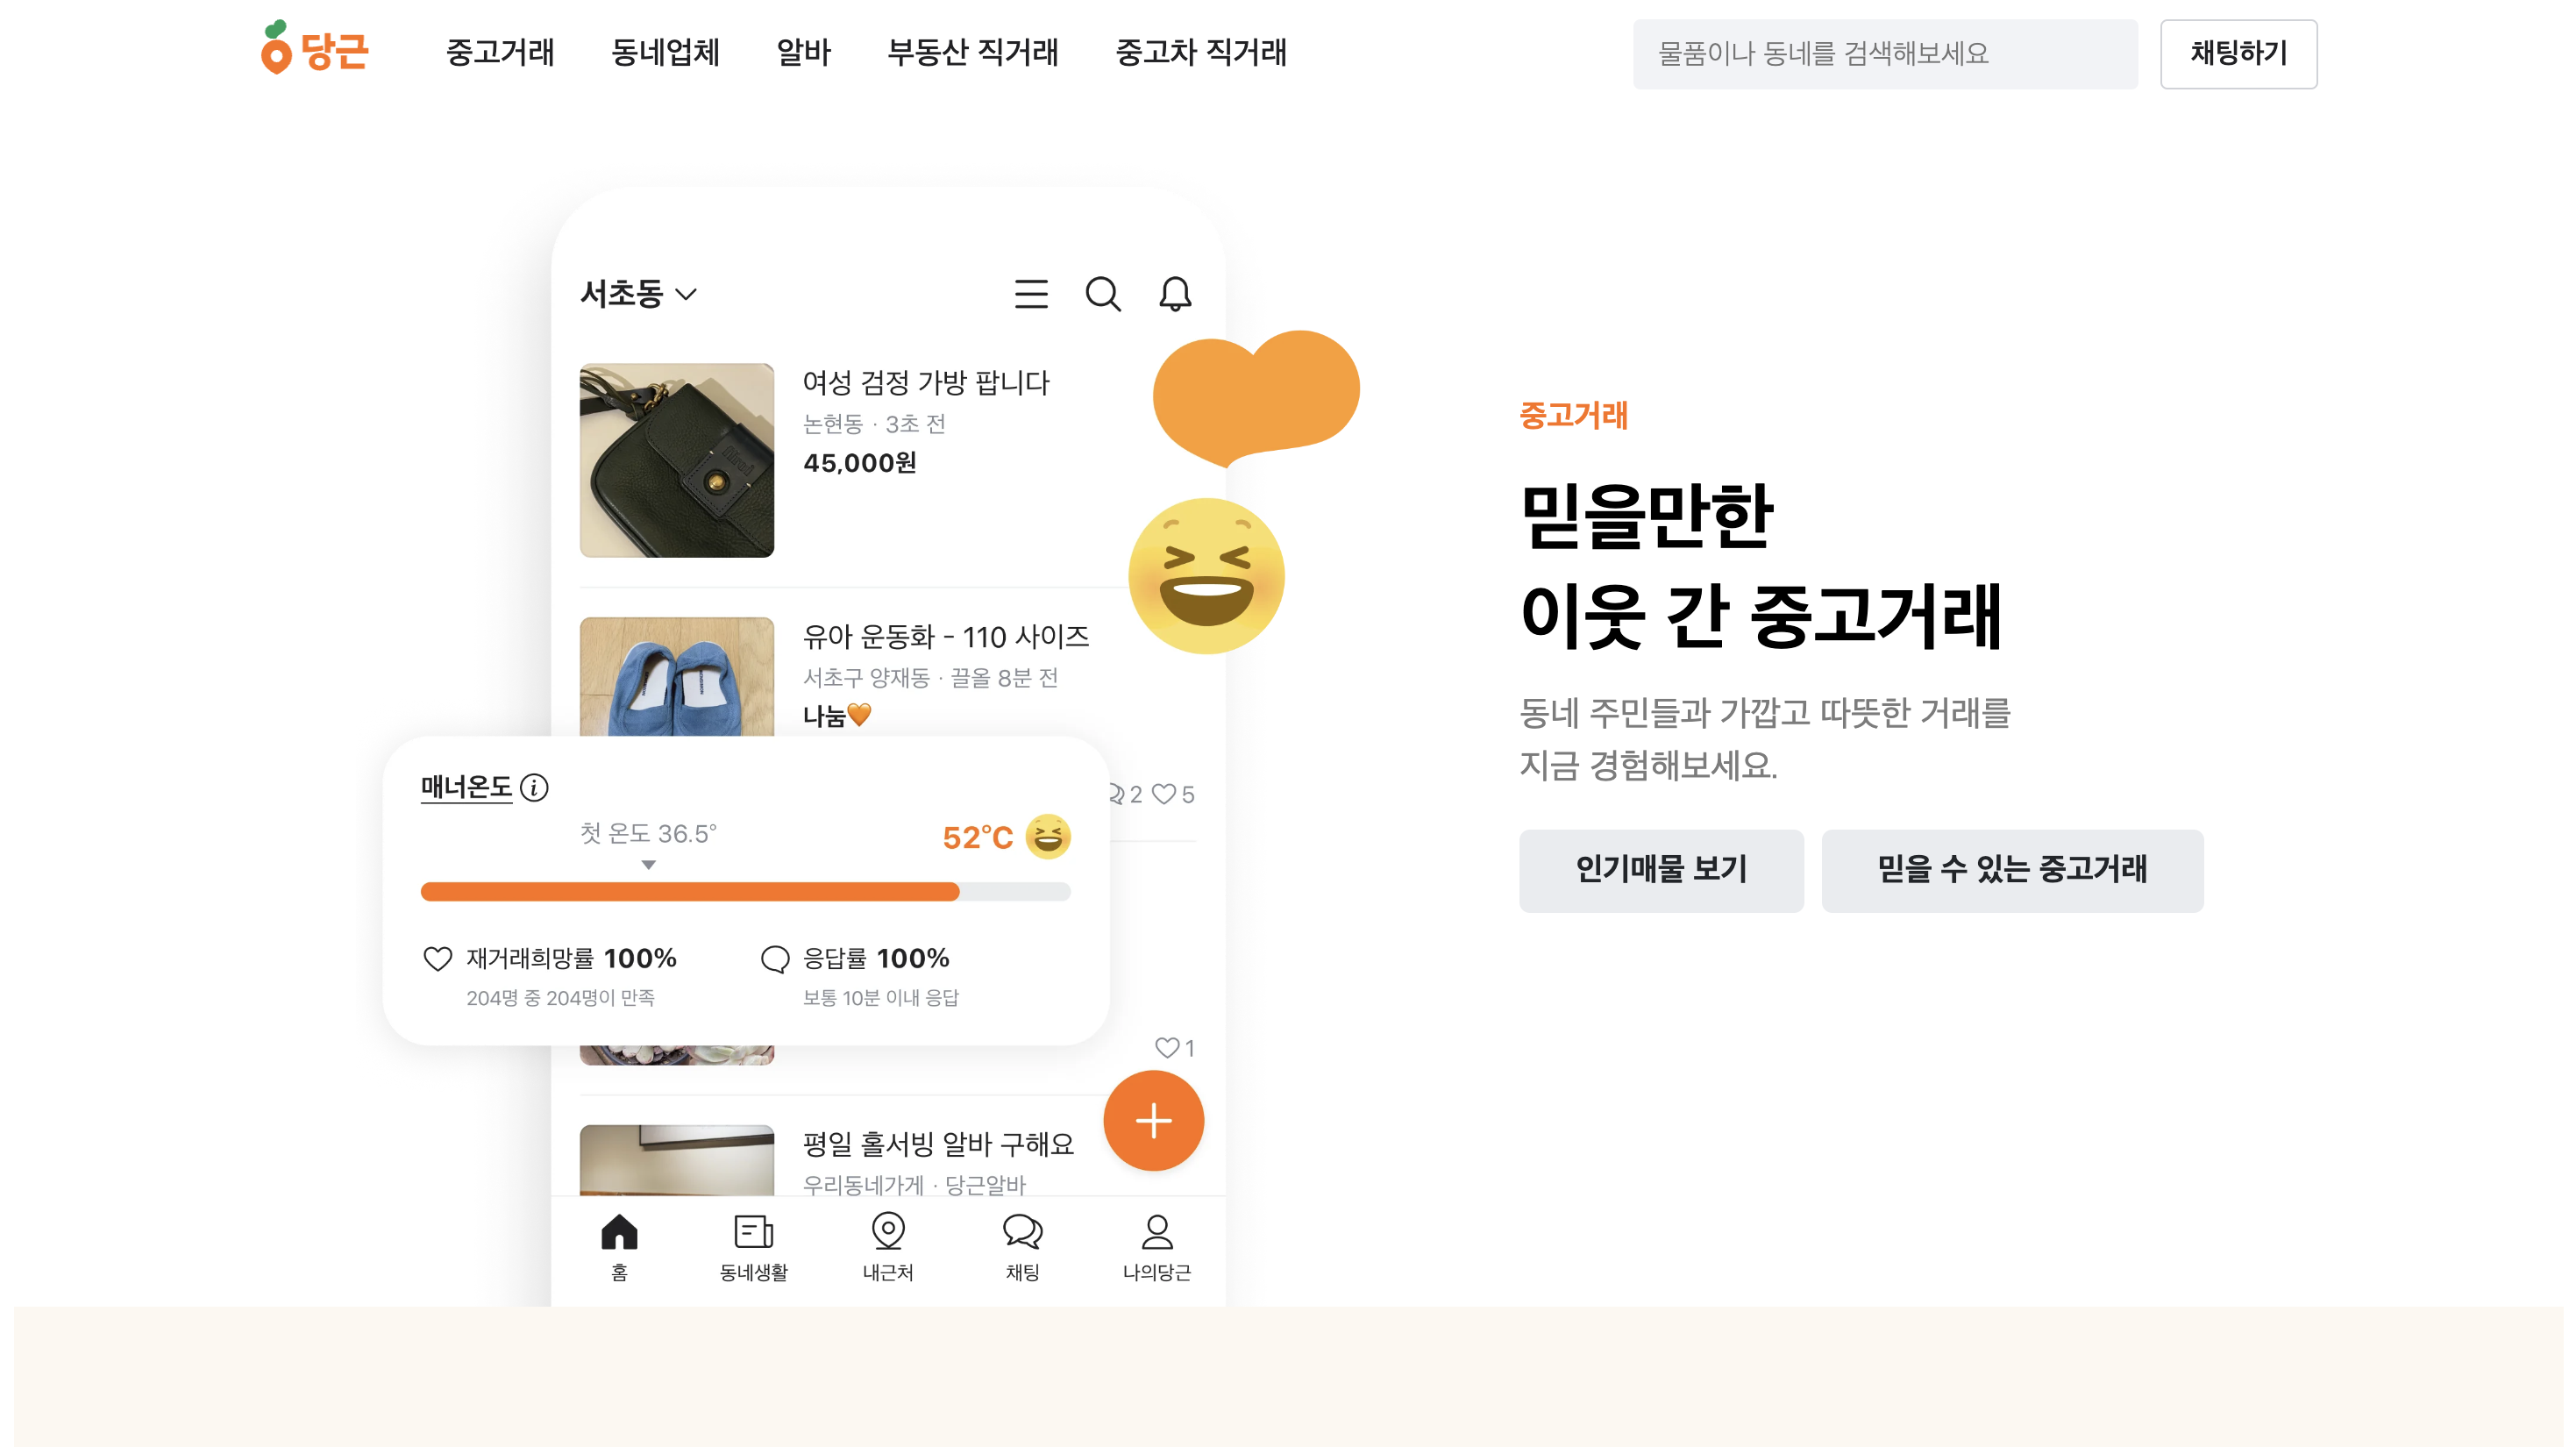 당근
중고거래
동네업체
알바
부동산 직거래
중고차 직거래
물품이나 동네를 검색해보세요
채팅하기
서초동
여성 검정 가방 팝니다
논현동 · 3초 전
45,000원
유아 운동화 - 110 사이즈
서초구 양재동 · 끌올 8분 전
나눔🧡
2
5
매너온도
첫 온도 36.5°
52°C
재거래희망률 100%
204명 중 204명이 만족
응답률 100%
보통 10분 이내 응답
1
평일 홀서빙 알바 구해요
우리동네가게 · 당근알바
홈
동네생활
내근처
채팅
나의당근
중고거래
믿을만한
이웃 간 중고거래
동네 주민들과 가깝고 따뜻한 거래를
지금 경험해보세요.
인기매물 보기
믿을 수 있는 중고거래